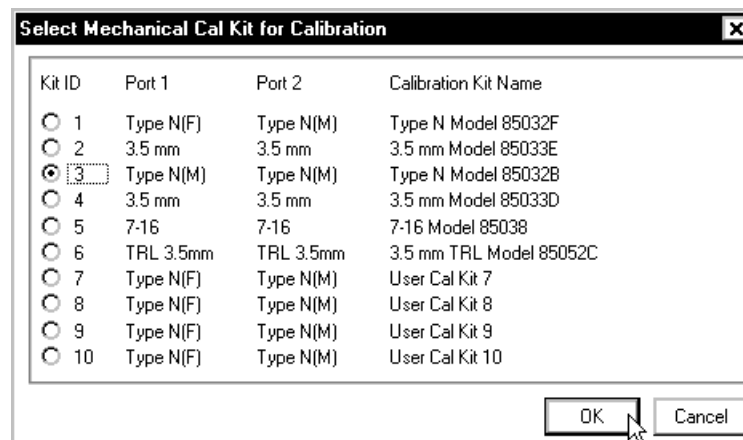 Select Mechanical Cal Kit for Calibration
Kit ID Port 1 Port 2 Calibration Kit Name
1 Type N(F) Type N(M) Type N Model 85032F
2 3.5 mm 3.5 mm 3.5 mm Model 85033E
3 Type N(M) Type N(M) Type N Model 85032B
4 3.5 mm 3.5 mm 3.5 mm Model 85033D
5 7-16 7-16 7-16 Model 85038
6 TRL 3.5mm TRL 3.5mm 3.5 mm TRL Model 85052C
7 Type N(F) Type N(M) User Cal Kit 7
8 Type N(F) Type N(M) User Cal Kit 8
9 Type N(F) Type N(M) User Cal Kit 9
10 Type N(F) Type N(M) User Cal Kit 10
OK Cancel